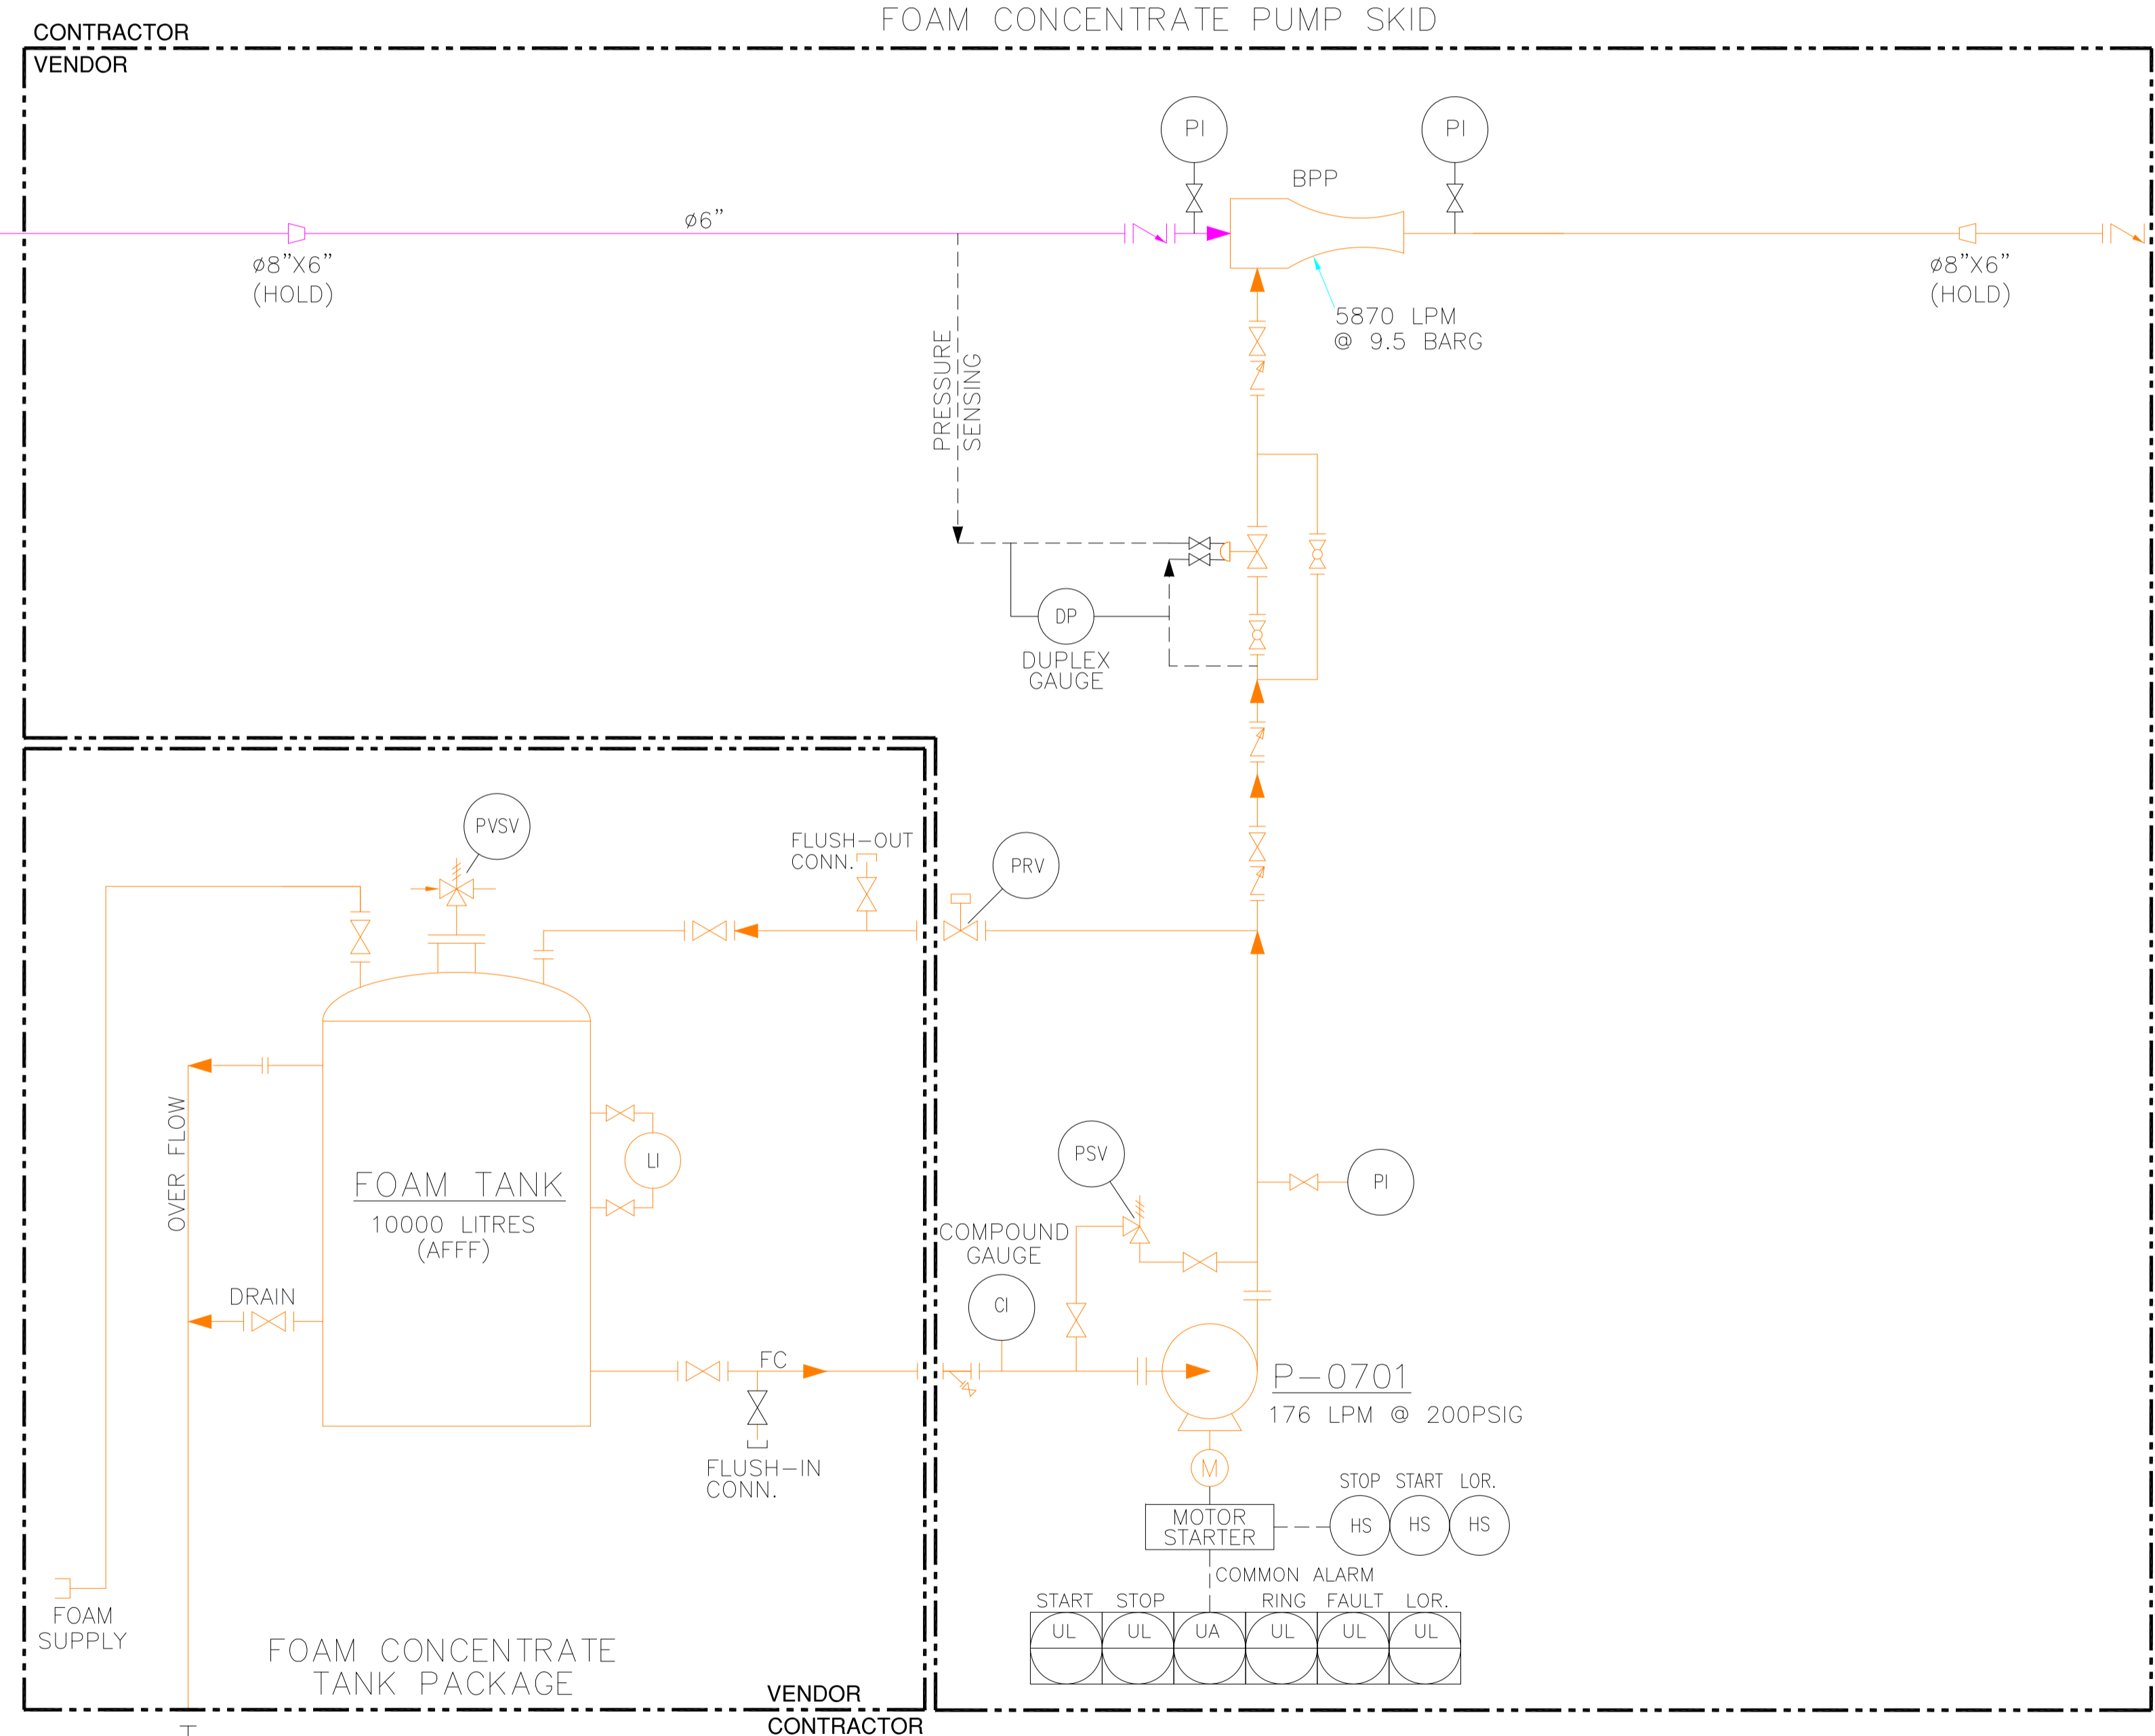 FOAM CONCENTRATE PUMP SKID
CONTRACTOR
VENDOR
PI
PI
BPP
ø6”
ø8”X6”
(HOLD)
ø8”X6”
(HOLD)
5870 LPM
@ 9.5 BARG
PRESSURE
SENSING
DP
DUPLEX
GAUGE
PVSV
FLUSH-OUT
CONN.
PRV
OVER FLOW
LI
FOAM TANK
10000 LITRES
(AFFF)
PSV
PI
COMPOUND
GAUGE
CI
DRAIN
FC
P-0701
176 LPM @ 200PSIG
FLUSH-IN
CONN.
M
STOP START LOR.
MOTOR
STARTER
HS HS HS
COMMON ALARM
START STOP RING FAULT LOR.
UL UL UA UL UL UL
FOAM
SUPPLY
FOAM CONCENTRATE
TANK PACKAGE
VENDOR
CONTRACTOR